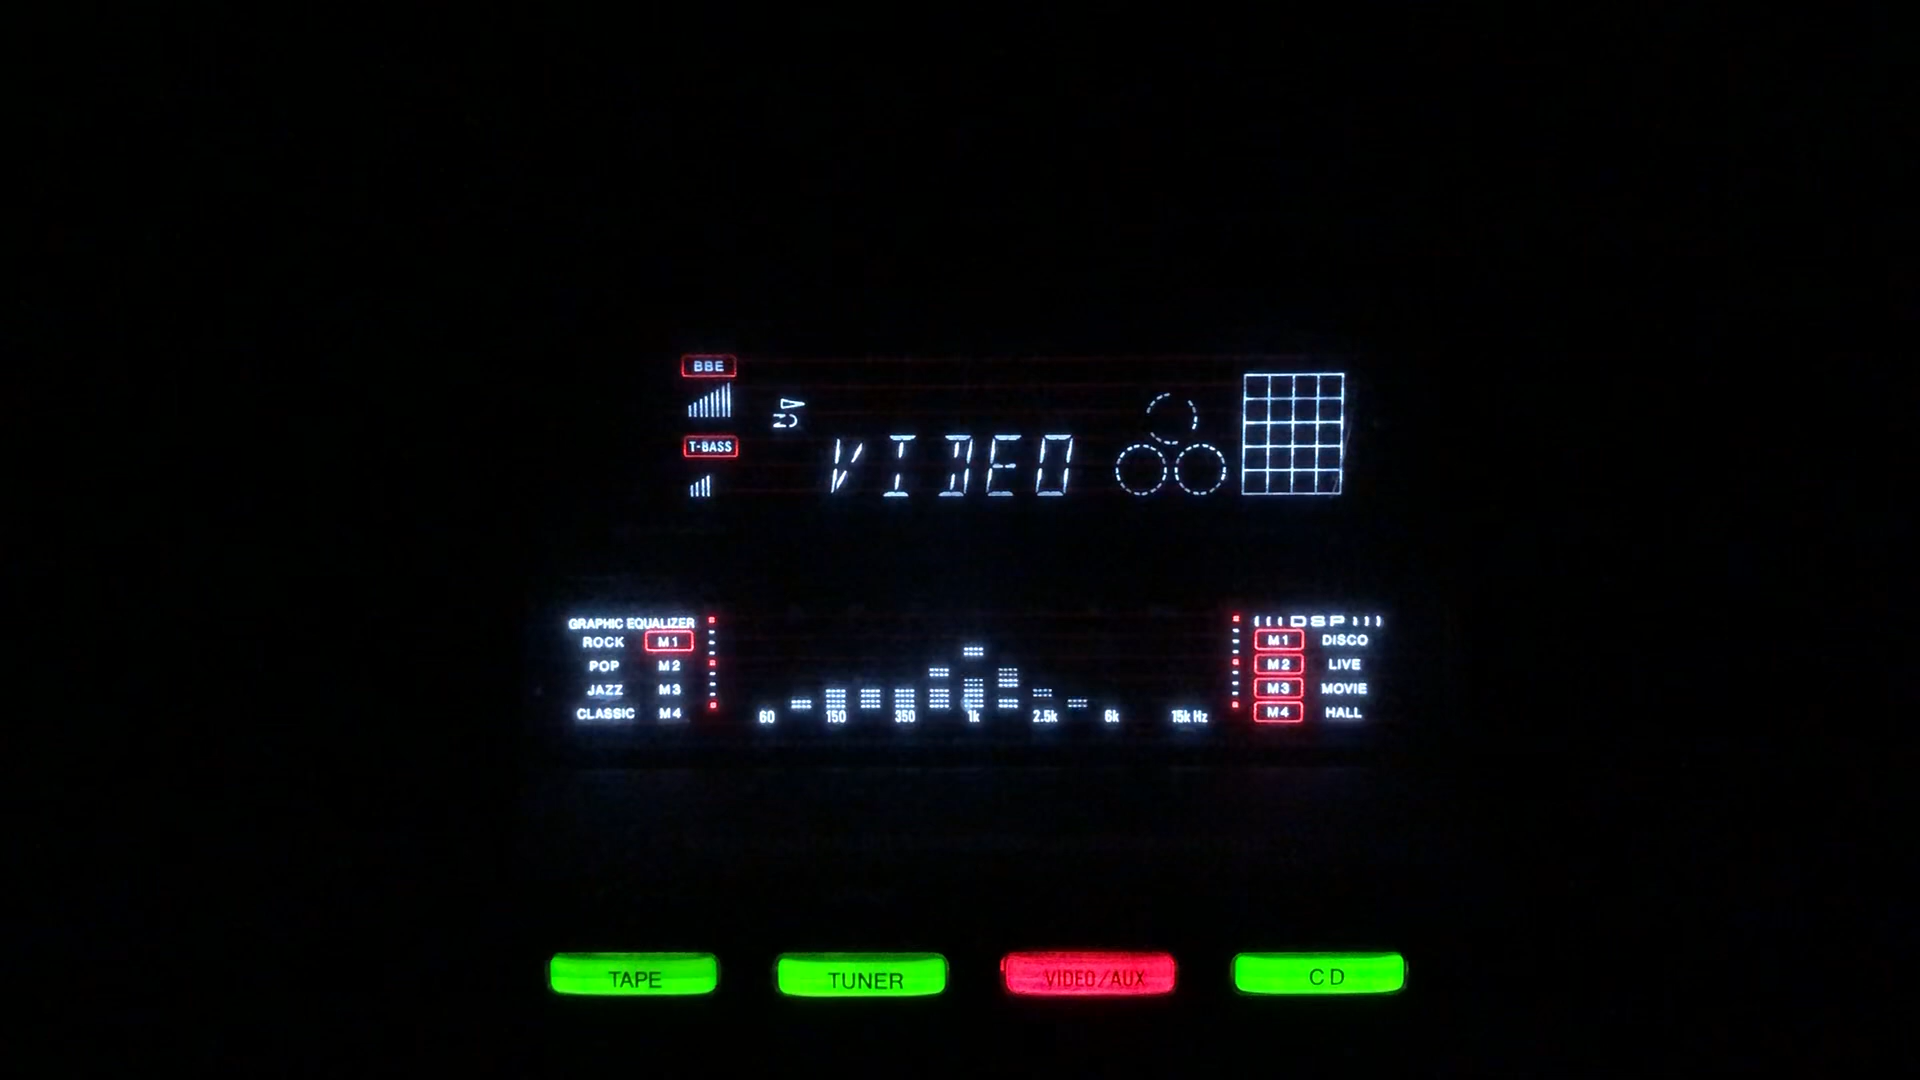 BBE
T-BASS
2
VIDEO
GRAPHIC EQUALIZER
ROCK M1
POP M2
JAZZ M3
CLASSIC M4
60 150 350 1k 2.5k 6k 15k Hz
DSP
M1 DISCO
M2 LIVE
M3 MOVIE
M4 HALL
TAPE TUNER VIDEO/AUX CD